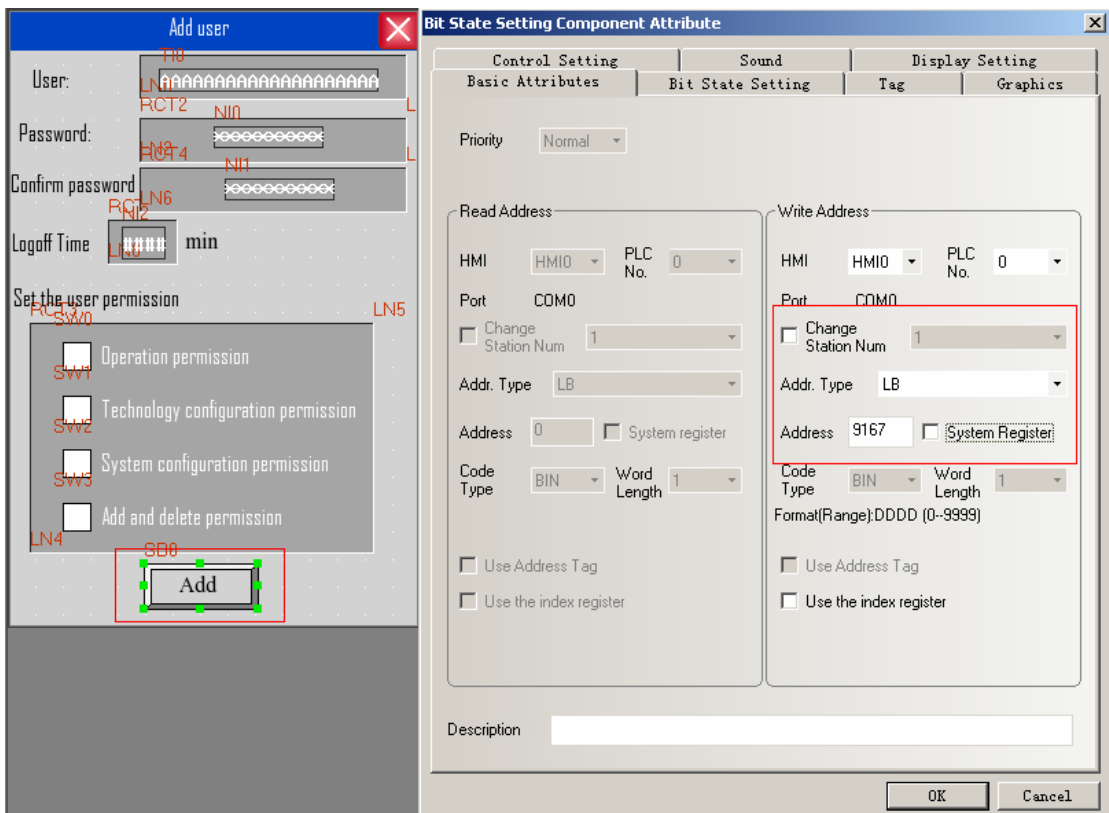 Add user
TI0
User:
AAAAAAAAAAAAAAAAAAAAA
RCT2
L
NI0
Password:
××××××××××
RCT4
L
NI1
Confirm password
××××××××××
LN6
NI2
Logoff Time
####
min
Set the user permission
RCT3
LN5
SW0
Operation permission
SW1
Technology configuration permission
SW2
System configuration permission
SW3
Add and delete permission
LN4
SD0
Add
Bit State Setting Component Attribute
Control Setting Sound Display Setting
Basic Attributes Bit State Setting Tag Graphics
Priority Normal
Read Address
HMI HMI0 PLC No. 0
Port COM0
Change Station Num 1
Addr. Type LB
Address 0 System register
Code Type BIN Word Length 1
Use Address Tag
Use the index register
Write Address
HMI HMI0 PLC No. 0
Port COM0
Change Station Num 1
Addr. Type LB
Address 9167 System Register
Code Type BIN Word Length 1
Format(Range):DDDD (0--9999)
Use Address Tag
Use the index register
Description
OK Cancel